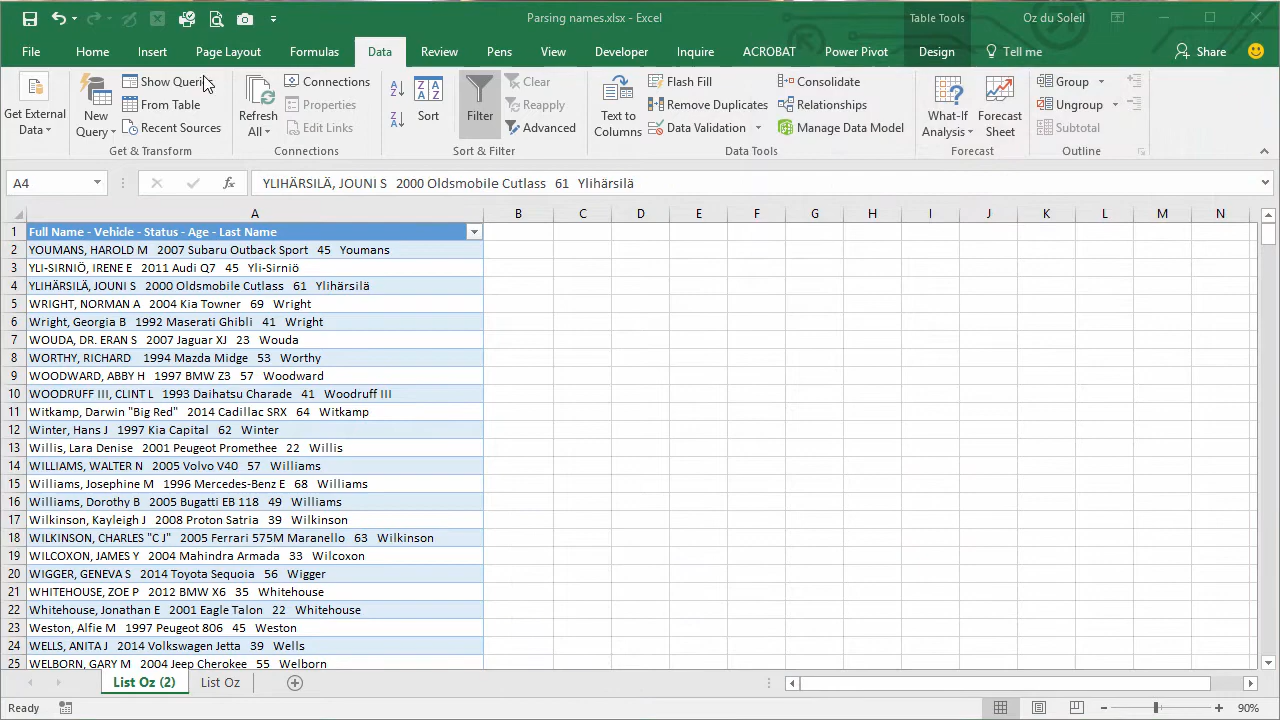 Parsing names.xlsx - Excel
Table Tools
Oz du Soleil
File Home Insert Page Layout Formulas Data Review Pens View Developer Inquire ACROBAT Power Pivot Design Tell me Share
Get External Data
New Query
Show Queries
From Table
Recent Sources
Get & Transform
Refresh All
Connections
Properties
Edit Links
Connections
Sort
Filter
Clear
Reapply
Advanced
Sort & Filter
Text to Columns
Flash Fill
Remove Duplicates
Data Validation
Consolidate
Relationships
Manage Data Model
Data Tools
What-If Analysis
Forecast Sheet
Forecast
Group
Ungroup
Subtotal
Outline
A4 fx YLIHÄRSILÄ, JOUNI S 2000 Oldsmobile Cutlass 61 Ylihärsilä
A B C D E F G H I J K L M N
1 Full Name - Vehicle - Status - Age - Last Name
2 YOUMANS, HAROLD M 2007 Subaru Outback Sport 45 Youmans
3 YLI-SIRNIÖ, IRENE E 2011 Audi Q7 45 Yli-Sirniö
4 YLIHÄRSILÄ, JOUNI S 2000 Oldsmobile Cutlass 61 Ylihärsilä
5 WRIGHT, NORMAN A 2004 Kia Towner 69 Wright
6 Wright, Georgia B 1992 Maserati Ghibli 41 Wright
7 WOUDA, DR. ERAN S 2007 Jaguar XJ 23 Wouda
8 WORTHY, RICHARD 1994 Mazda Midge 53 Worthy
9 WOODWARD, ABBY H 1997 BMW Z3 57 Woodward
10 WOODRUFF III, CLINT L 1993 Daihatsu Charade 41 Woodruff III
11 Witkamp, Darwin "Big Red" 2014 Cadillac SRX 64 Witkamp
12 Winter, Hans J 1997 Kia Capital 62 Winter
13 Willis, Lara Denise 2001 Peugeot Promethee 22 Willis
14 WILLIAMS, WALTER N 2005 Volvo V40 57 Williams
15 Williams, Josephine M 1996 Mercedes-Benz E 68 Williams
16 Williams, Dorothy B 2005 Bugatti EB 118 49 Williams
17 Wilkinson, Kayleigh J 2008 Proton Satria 39 Wilkinson
18 WILKINSON, CHARLES "C J" 2005 Ferrari 575M Maranello 63 Wilkinson
19 WILCOXON, JAMES Y 2004 Mahindra Armada 33 Wilcoxon
20 WIGGER, GENEVA S 2014 Toyota Sequoia 56 Wigger
21 WHITEHOUSE, ZOE P 2012 BMW X6 35 Whitehouse
22 Whitehouse, Jonathan E 2001 Eagle Talon 22 Whitehouse
23 Weston, Alfie M 1997 Peugeot 806 45 Weston
24 WELLS, ANITA J 2014 Volkswagen Jetta 39 Wells
25 WELBORN, GARY M 2004 Jeep Cherokee 55 Welborn
List Oz (2) List Oz
Ready 90%